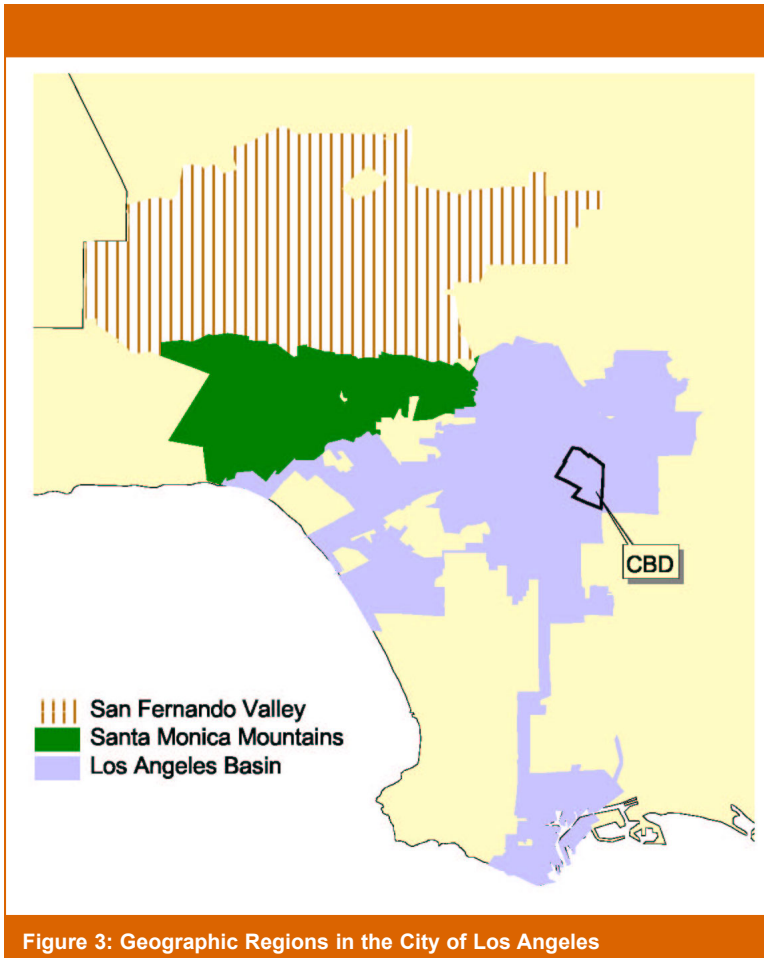 CBD
San Fernando Valley
Santa Monica Mountains
Los Angeles Basin
Figure 3: Geographic Regions in the City of Los Angeles